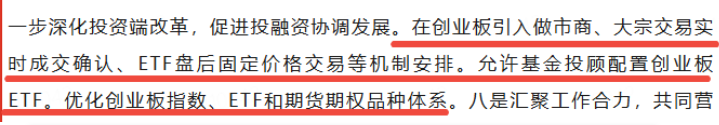 一步深化投资端改革，促进投融资协调发展。在创业板引入做市商、大宗交易实
时成交确认、ETF盘后固定价格交易等机制安排。允许基金投顾配置创业板
ETF。优化创业板指数、ETF和期货期权品种体系。八是汇聚工作合力，共同营